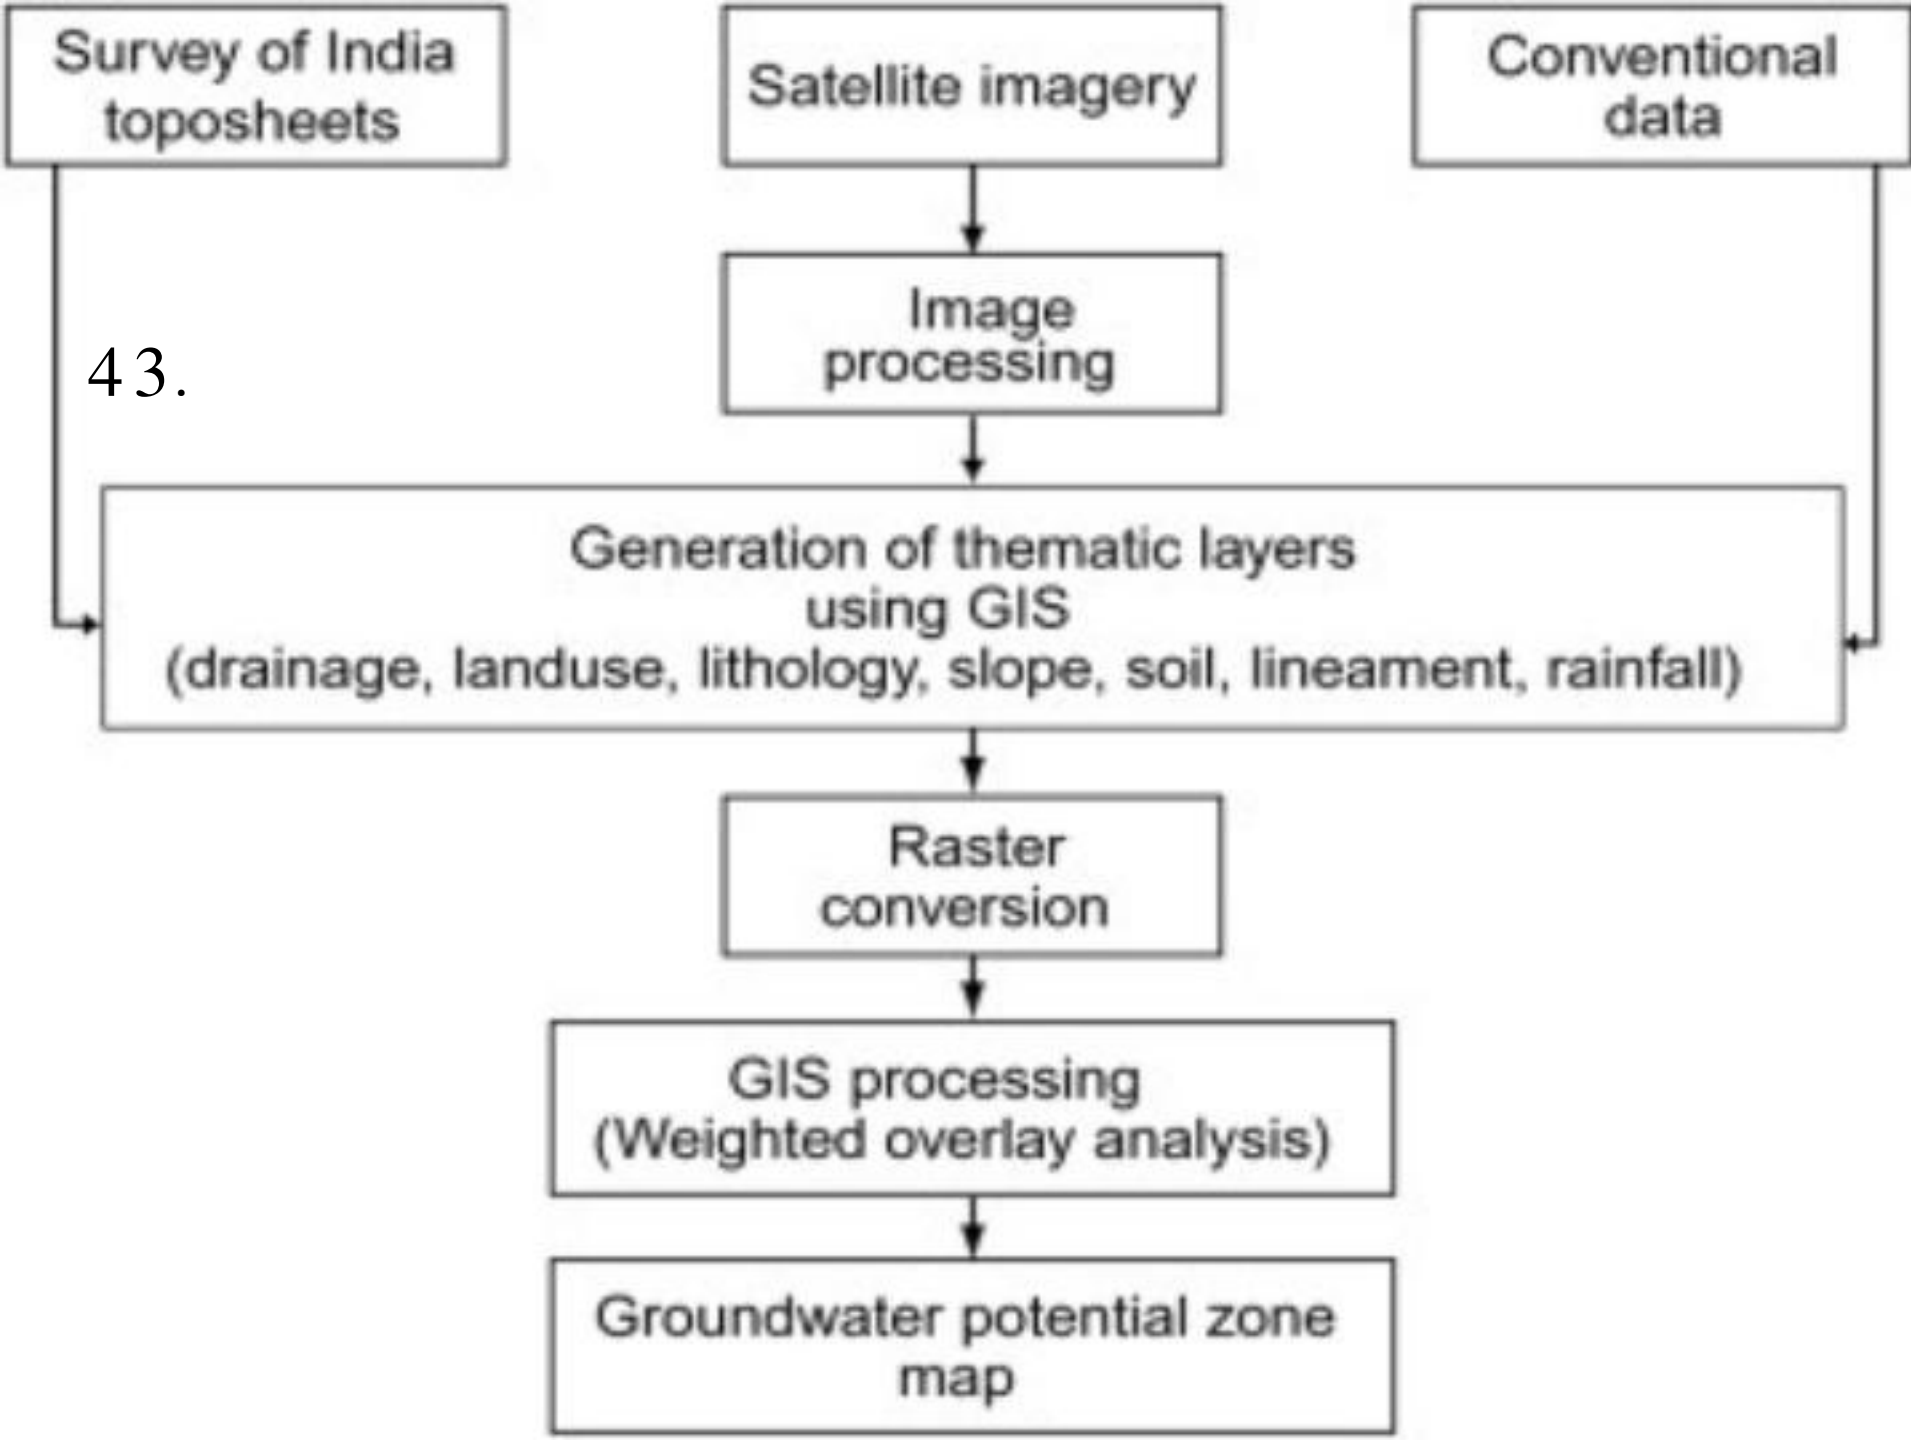 Survey of India
toposheets
Satellite imagery
Conventional
data
Image
processing
43.
Generation of thematic layers
using GIS
(drainage, landuse, lithology, slope, soil, lineament, rainfall)
Raster
conversion
GIS processing
(Weighted overlay analysis)
Groundwater potential zone
map